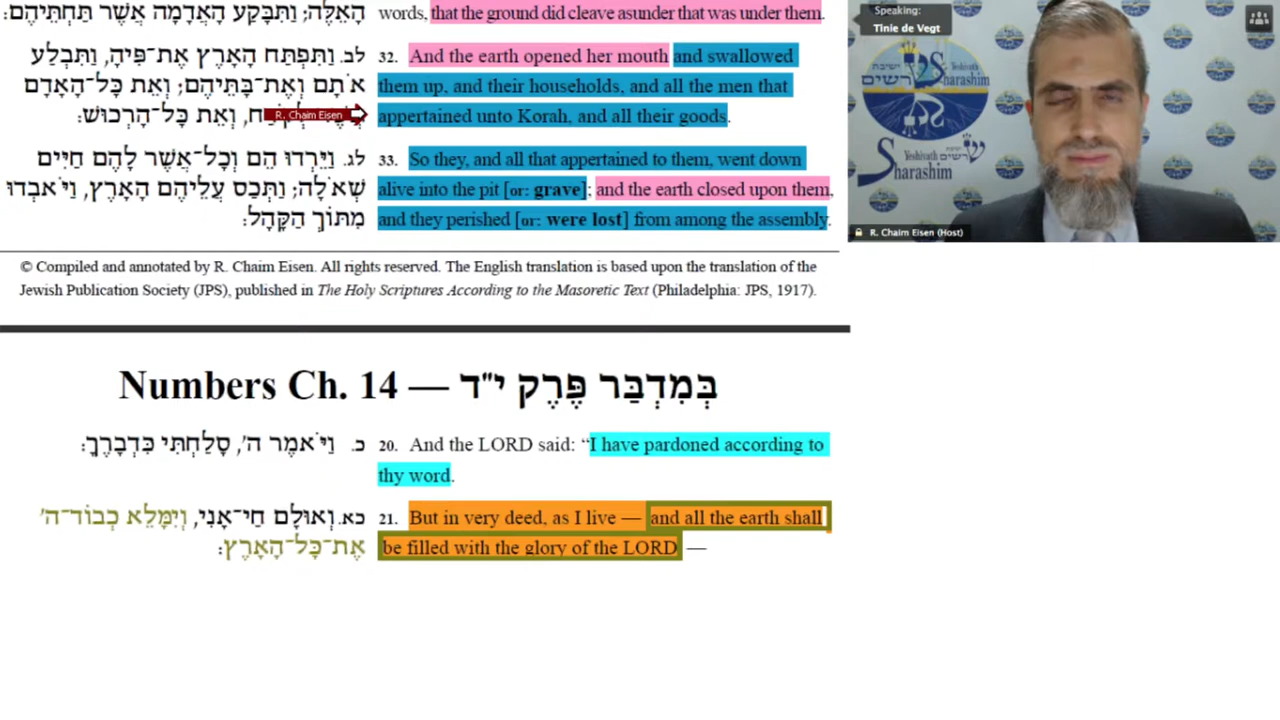 הָאֵלֶּה; וַתִּבָּקַע הָאֲדָמָה אֲשֶׁר תַּחְתֵּיהֶם:
words, that the ground did cleave asunder that was under them.
לב. וַתִּפְתַּח הָאָרֶץ אֶת־פִּיהָ, וַתִּבְלַע
אֹתָם וְאֶת־בָּתֵּיהֶם; וְאֵת כָּל־הָאָדָם
וְאֵת כָּל־הָרְכוּשׁ:
R. Chaim Eisen
32. And the earth opened her mouth and swallowed
them up, and their households, and all the men that
appertained unto Korah, and all their goods.
לג. וַיֵּרְדוּ הֵם וְכָל־אֲשֶׁר לָהֶם חַיִּים
שְׁאֹלָה; וַתְּכַס עֲלֵיהֶם הָאָרֶץ, וַיֹּאבְדוּ
מִתּוֹךְ הַקָּהָל:
33. So they, and all that appertained to them, went down
alive into the pit [or: grave]; and the earth closed upon them,
and they perished [or: were lost] from among the assembly.
© Compiled and annotated by R. Chaim Eisen. All rights reserved. The English translation is based upon the translation of the
Jewish Publication Society (JPS), published in The Holy Scriptures According to the Masoretic Text (Philadelphia: JPS, 1917).
Numbers Ch. 14 — בְּמִדְבַּר פֶּרֶק י״ד
כ. וַיֹּאמֶר ה', סָלַחְתִּי כִּדְבָרֶךָ:
20. And the LORD said: “I have pardoned according to
thy word.
כא. וְאוּלָם חַי־אָנִי, וְיִמָּלֵא כְבוֹד־ה'
אֶת־כָּל־הָאָרֶץ:
21. But in very deed, as I live — and all the earth shall
be filled with the glory of the LORD —
Speaking:
Tinie de Vegt
ישיבת
שרשים
Sharashim
Yeshivath
ישיבת
שרשים
Sharashim
R. Chaim Eisen (Host)